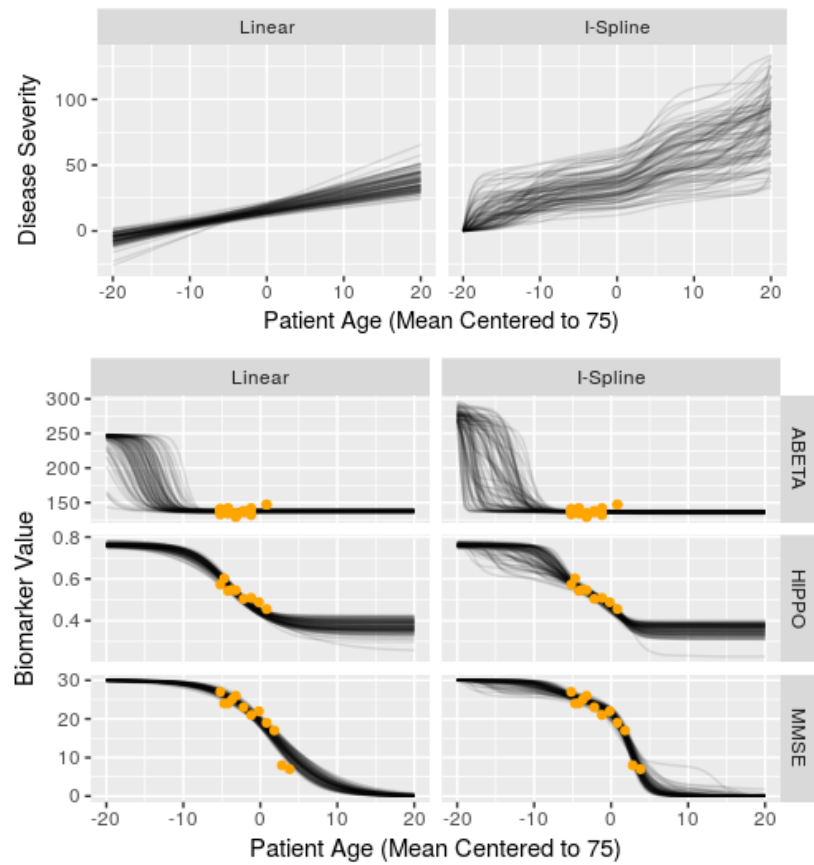 Linear I-Spline
Disease Severity
100
50
0
-20 -10 0 10 20 -20 -10 0 10 20
Patient Age (Mean Centered to 75)
Linear I-Spline
Biomarker Value
300
250
200
150
ABETA
0.8
0.6
0.4
HIPPO
30
20
10
0
MMSE
-20 -10 0 10 20 -20 -10 0 10 20
Patient Age (Mean Centered to 75)